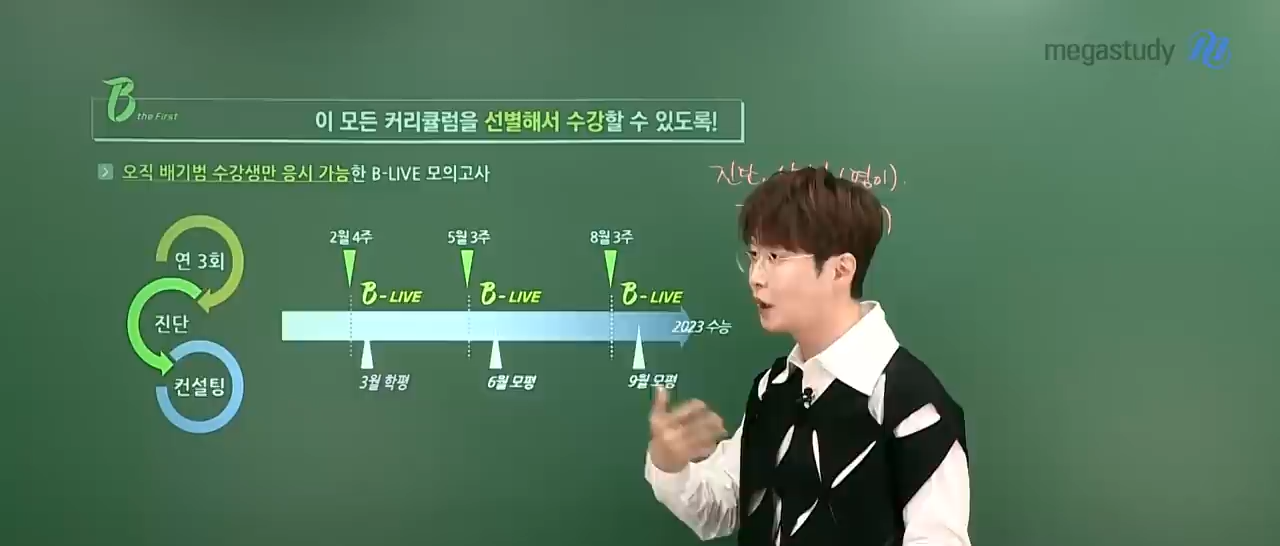 megastudy M
B the First
이 모든 커리큘럼을 선별해서 수강할 수 있도록!
오직 배기범 수강생만 응시 가능한 B-LIVE 모의고사
진단
(명이).
2월 4주 5월 3주 8월 3주
연 3회
B-LIVE B-LIVE B-LIVE
진단
2023 수능
3월 학평 6월 모평 9월 모평
컨설팅